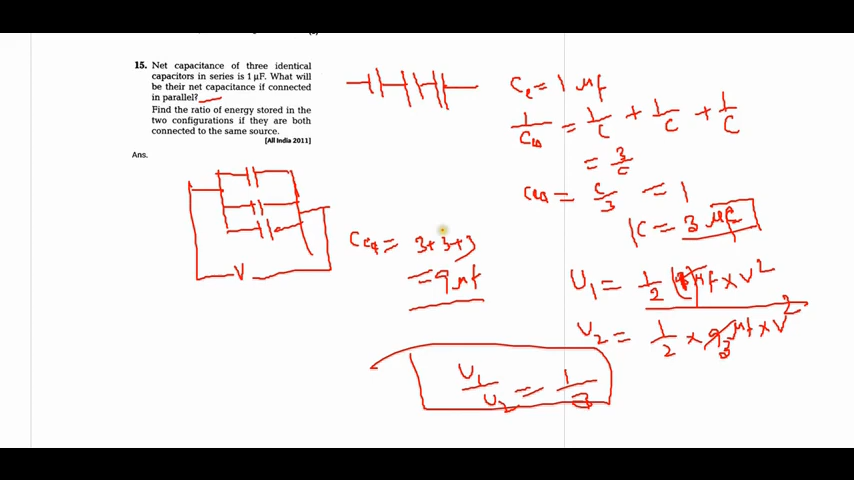 15. Net capacitance of three identical
capacitors in series is 1 μF. What will
be their net capacitance if connected
in parallel?
Find the ratio of energy stored in the
two configurations if they are both
connected to the same source.
[All India 2011]
Ans.
V
Ceq = 3+3+3
= 9 μf
Ce = 1 μf
1/Ceq = 1/C + 1/C + 1/C
= 3/C
Ceq = C/3 = 1
C = 3 μf
U1 = 1/2 μf x V²
U2 = 1/2 x 9 3 μf x V²
U1/U2 = 1/3